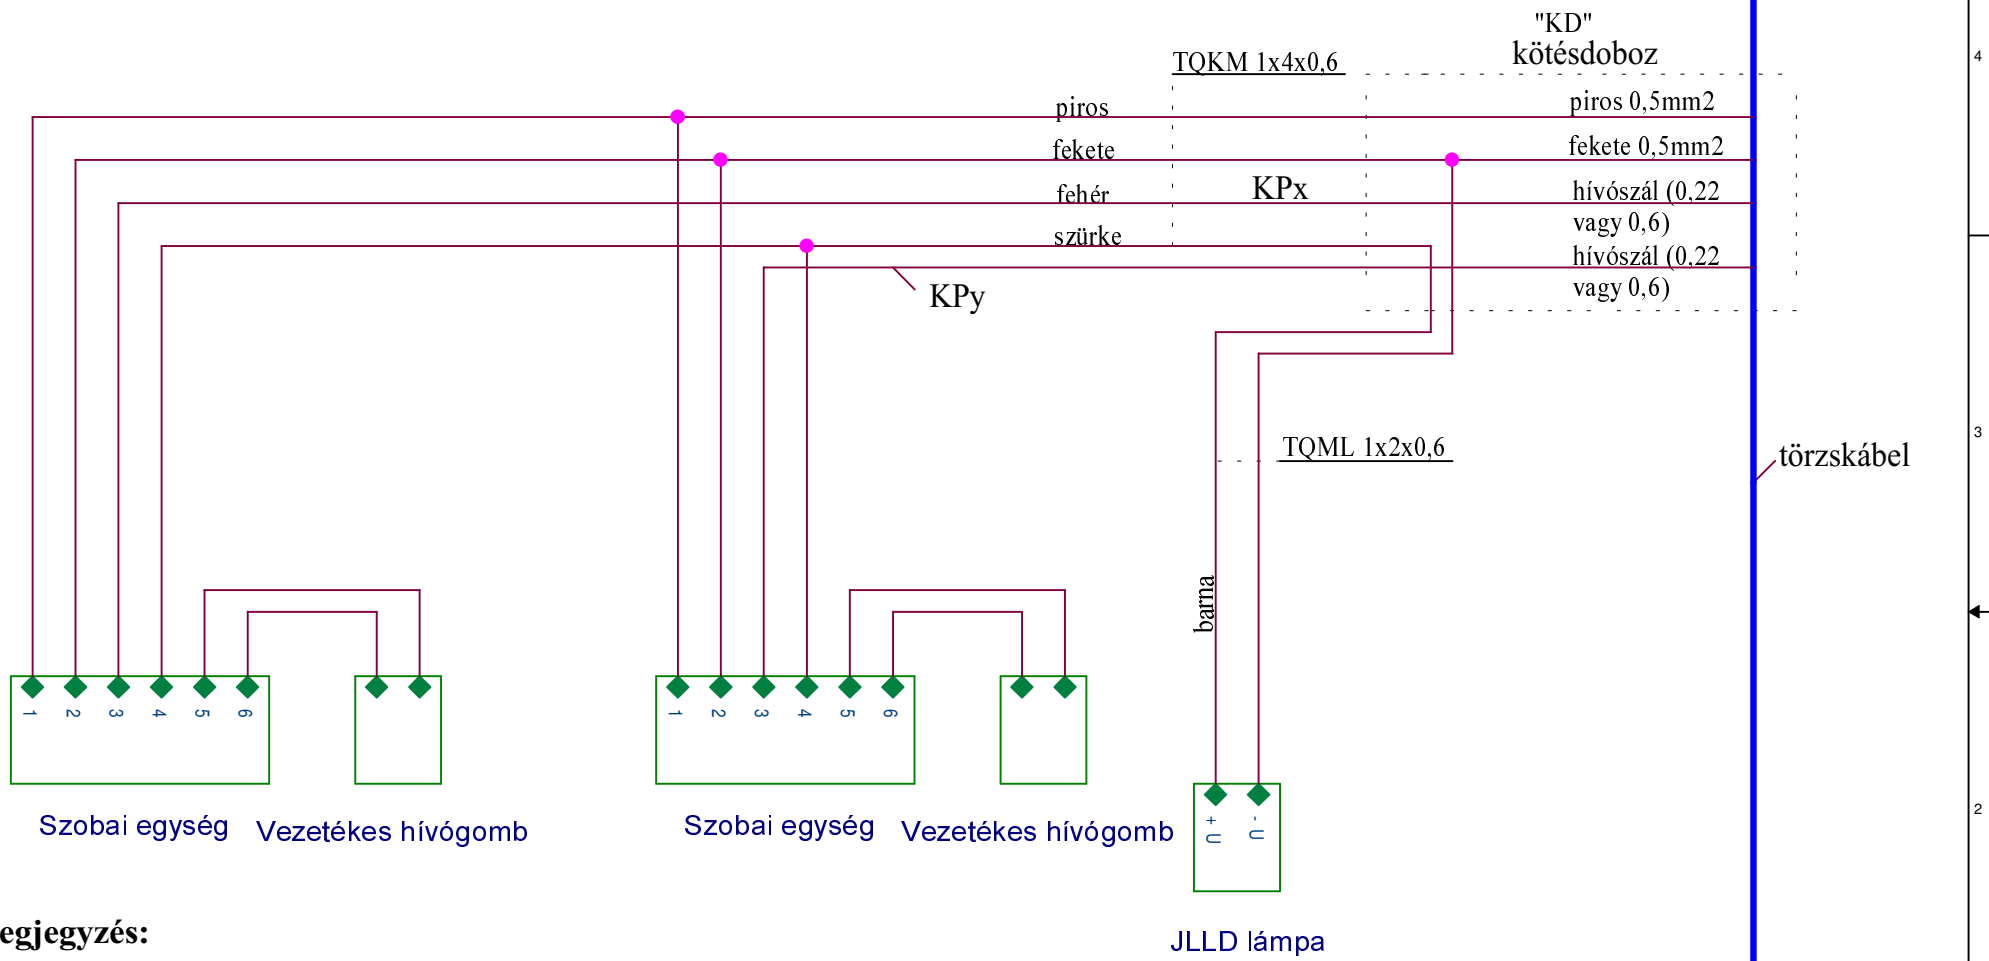 "KD"
kötésdoboz
TQKM 1x4x0,6
4
piros
piros 0,5mm2
fekete
fekete 0,5mm2
fehér
KPx
hívószál (0,22
vagy 0,6)
szürke
hívószál (0,22
vagy 0,6)
KPy
TQML 1x2x0,6
3
törzskábel
barna
1 2 3 4 5 6
1 2 3 4 5 6
+ U
- U
2
Szobai egység
Vezetékes hívógomb
Szobai egység
Vezetékes hívógomb
JLLD lámpa
egjegyzés: